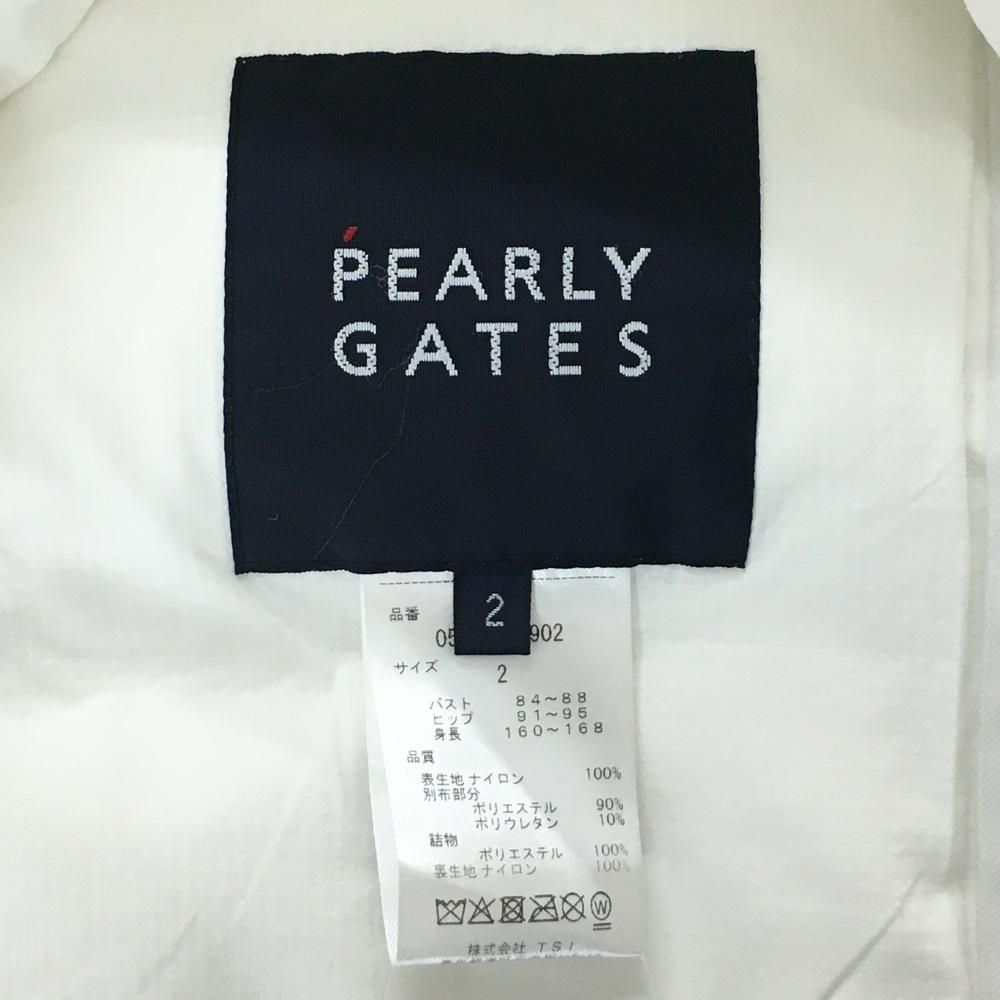 PEARLY
GATES
2
品番
05 902
サイズ
2
バスト 84～88
ヒップ 91～95
身長 160～168
品質
表生地 ナイロン 100%
別布部分
ポリエステル 90%
ポリウレタン 10%
詰物
ポリエステル 100%
裏生地 ナイロン 100%
W
株式会社 TSI